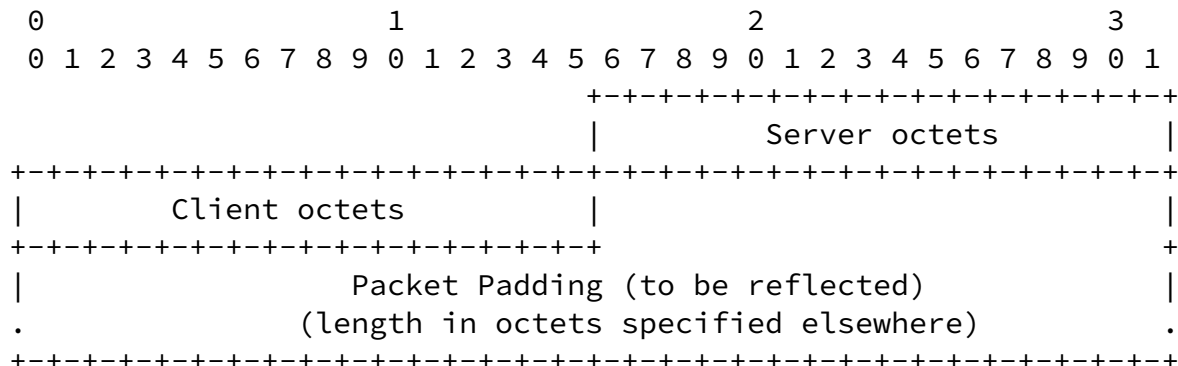 0                   1                   2                   3
 0 1 2 3 4 5 6 7 8 9 0 1 2 3 4 5 6 7 8 9 0 1 2 3 4 5 6 7 8 9 0 1
                                +-+-+-+-+-+-+-+-+-+-+-+-+-+-+-+-+
                                |         Server octets         |
+-+-+-+-+-+-+-+-+-+-+-+-+-+-+-+-+-+-+-+-+-+-+-+-+-+-+-+-+-+-+-+-+
|        Client octets          |                               |
+-+-+-+-+-+-+-+-+-+-+-+-+-+-+-+-+                               +
|                  Packet Padding (to be reflected)             |
.               (length in octets specified elsewhere)          .
+-+-+-+-+-+-+-+-+-+-+-+-+-+-+-+-+-+-+-+-+-+-+-+-+-+-+-+-+-+-+-+-+